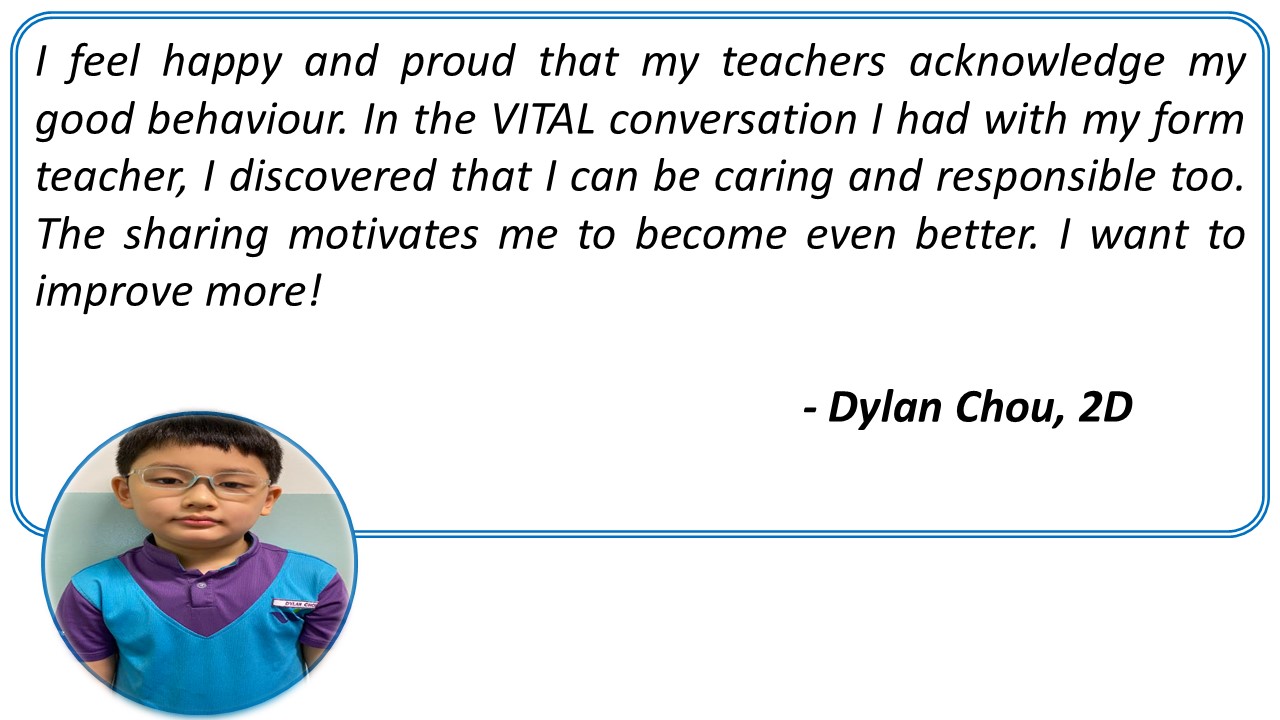 I feel happy and proud that my teachers acknowledge my
good behaviour. In the VITAL conversation I had with my form
teacher, I discovered that I can be caring and responsible too.
The sharing motivates me to become even better. I want to
improve more!
- Dylan Chou, 2D
DYLAN CHOU